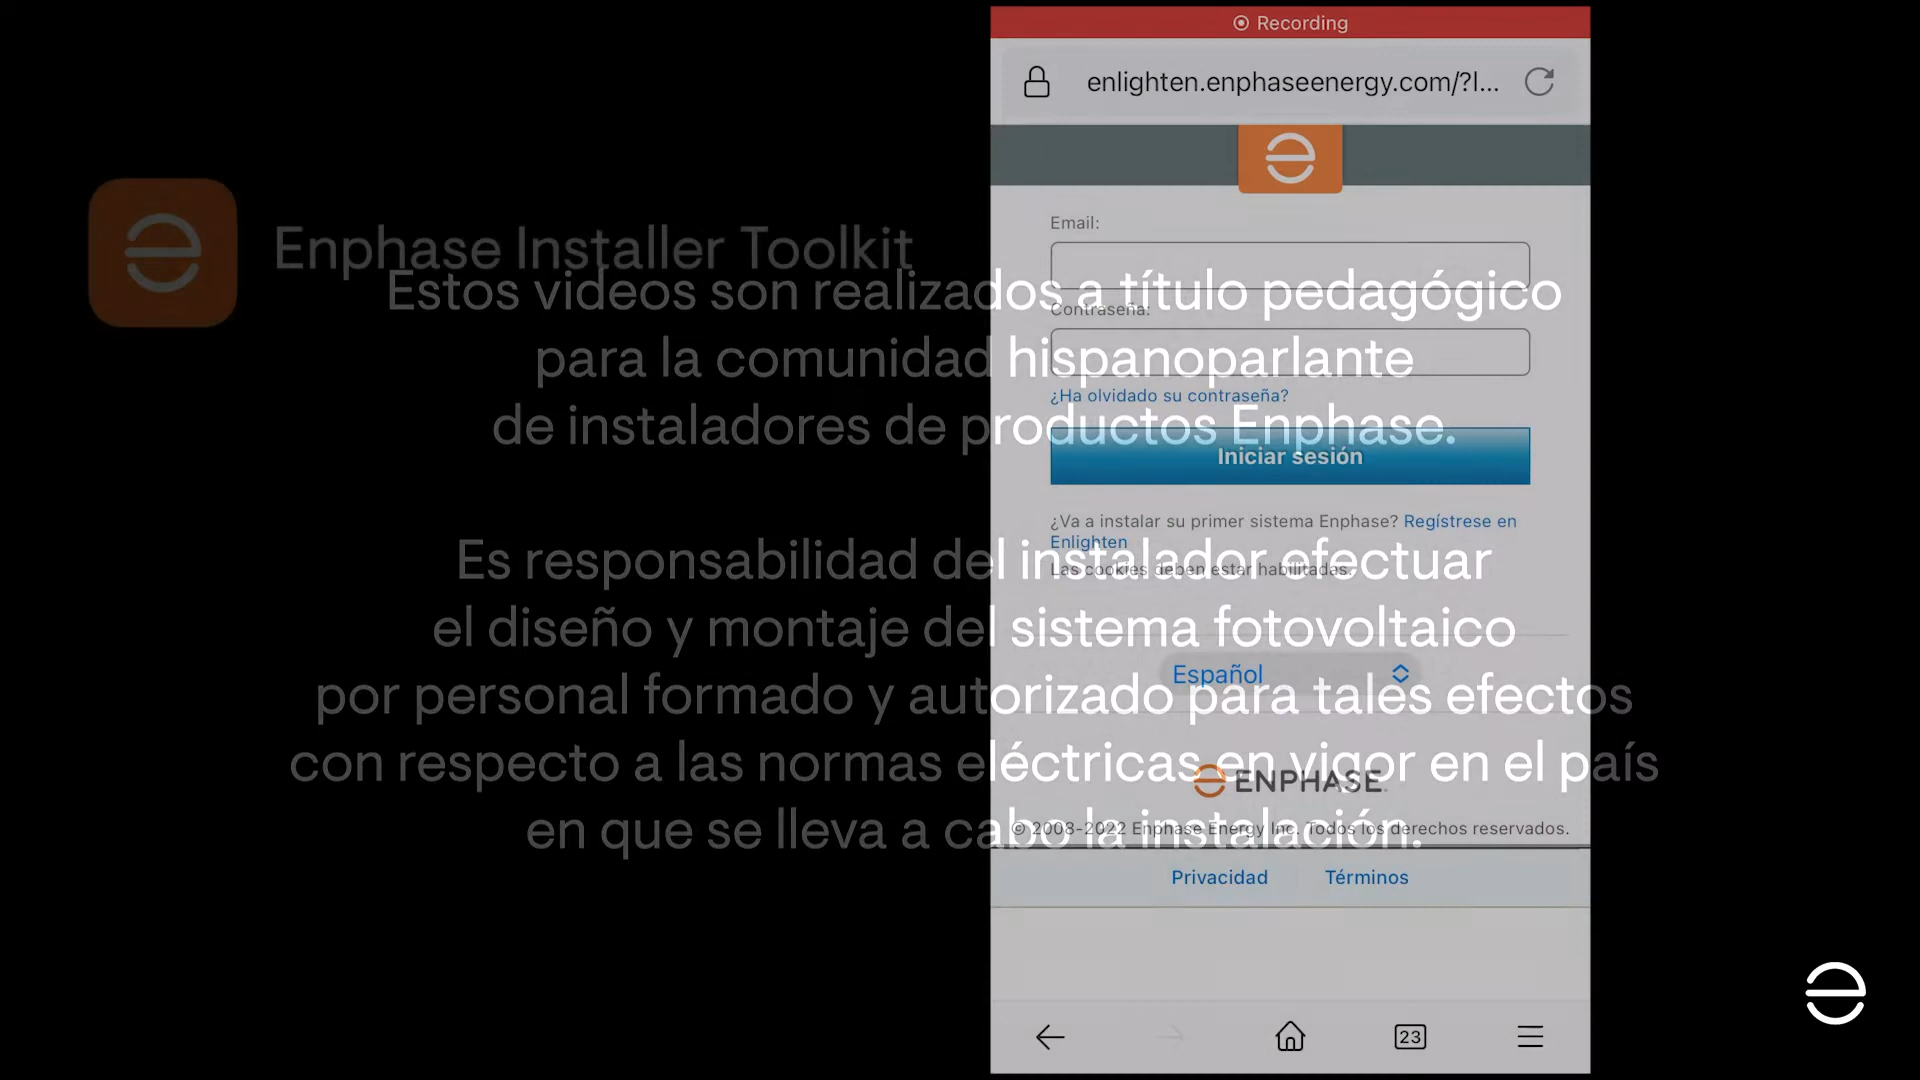 Recording
enlighten.enphaseenergy.com/?l...
Enphase Installer Toolkit
Estos videos son realizados a título pedagógico
para la comunidad hispanoparlante
de instaladores de productos Enphase.
Es responsabilidad del instalador efectuar
el diseño y montaje del sistema fotovoltaico
por personal formado y autorizado para tales efectos
con respecto a las normas eléctricas en vigor en el país
en que se lleva a cabo la instalación.
Email:
Contraseña:
¿Ha olvidado su contraseña?
Iniciar sesión
¿Va a instalar su primer sistema Enphase? Regístrese en
Enlighten
Las cookies deben estar habilitadas.
Español
ENPHASE
© 2008-2022 Enphase Energy Inc. Todos los derechos reservados.
Privacidad
Términos
23